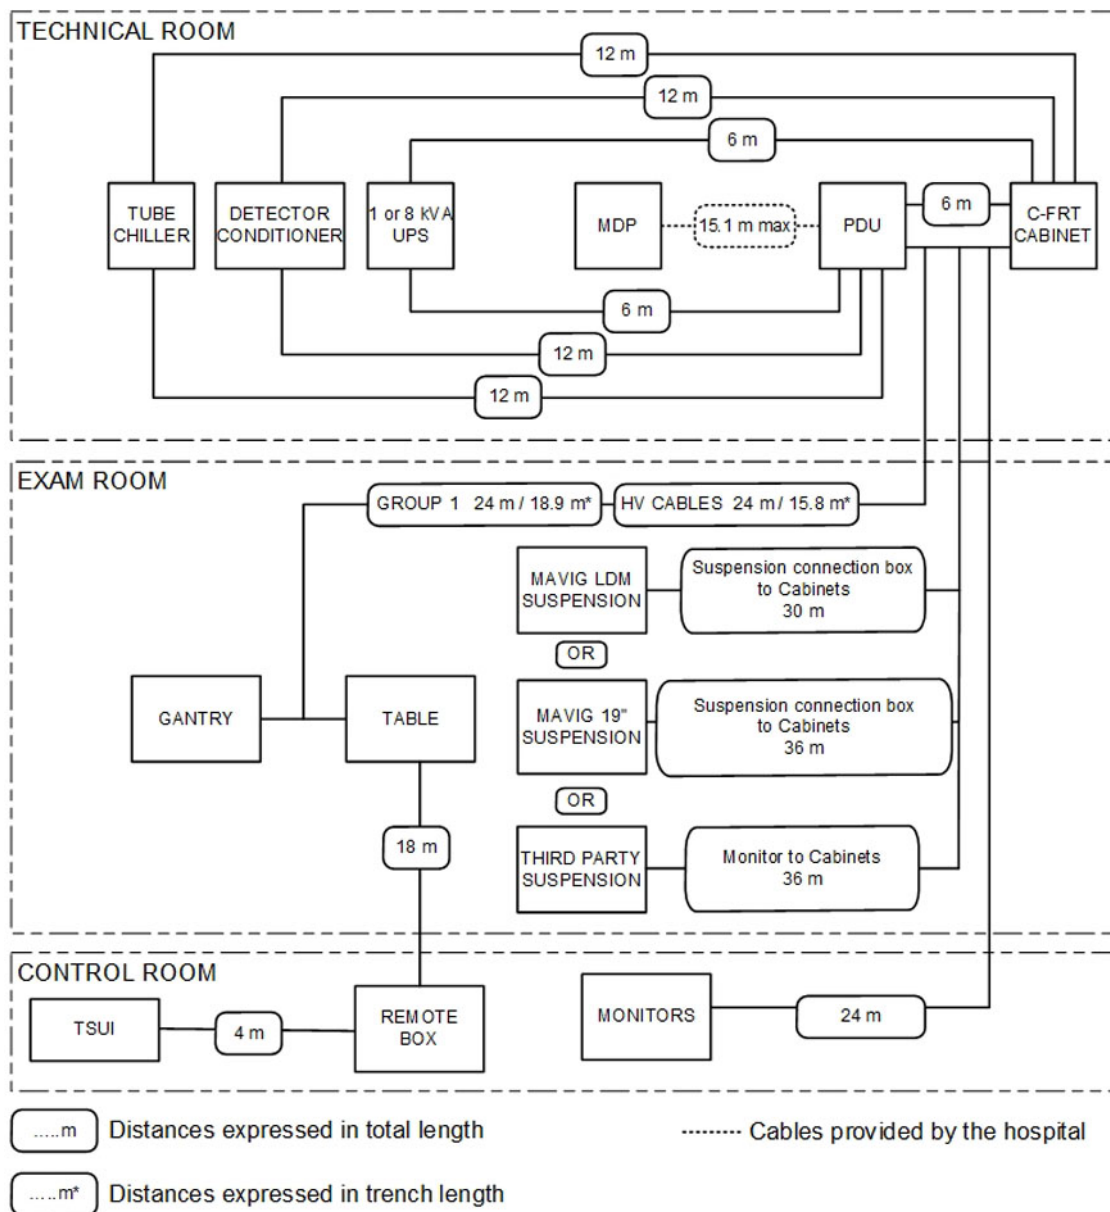 TECHNICAL ROOM
12 m
12 m
6 m
TUBE
CHILLER
DETECTOR
CONDITIONER
1 or 8 kVA
UPS
MDP
15.1 m max
PDU
6 m
C-FRT
CABINET
6 m
12 m
12 m
EXAM ROOM
GROUP 1 24 m / 18.9 m*
HV CABLES 24 m / 15.8 m*
MAVIG LDM
SUSPENSION
Suspension connection box
to Cabinets
30 m
OR
GANTRY
TABLE
MAVIG 19"
SUSPENSION
Suspension connection box
to Cabinets
36 m
OR
18 m
THIRD PARTY
SUSPENSION
Monitor to Cabinets
36 m
CONTROL ROOM
TSUI
4 m
REMOTE
BOX
MONITORS
24 m
.....m Distances expressed in total length
Cables provided by the hospital
.....m* Distances expressed in trench length